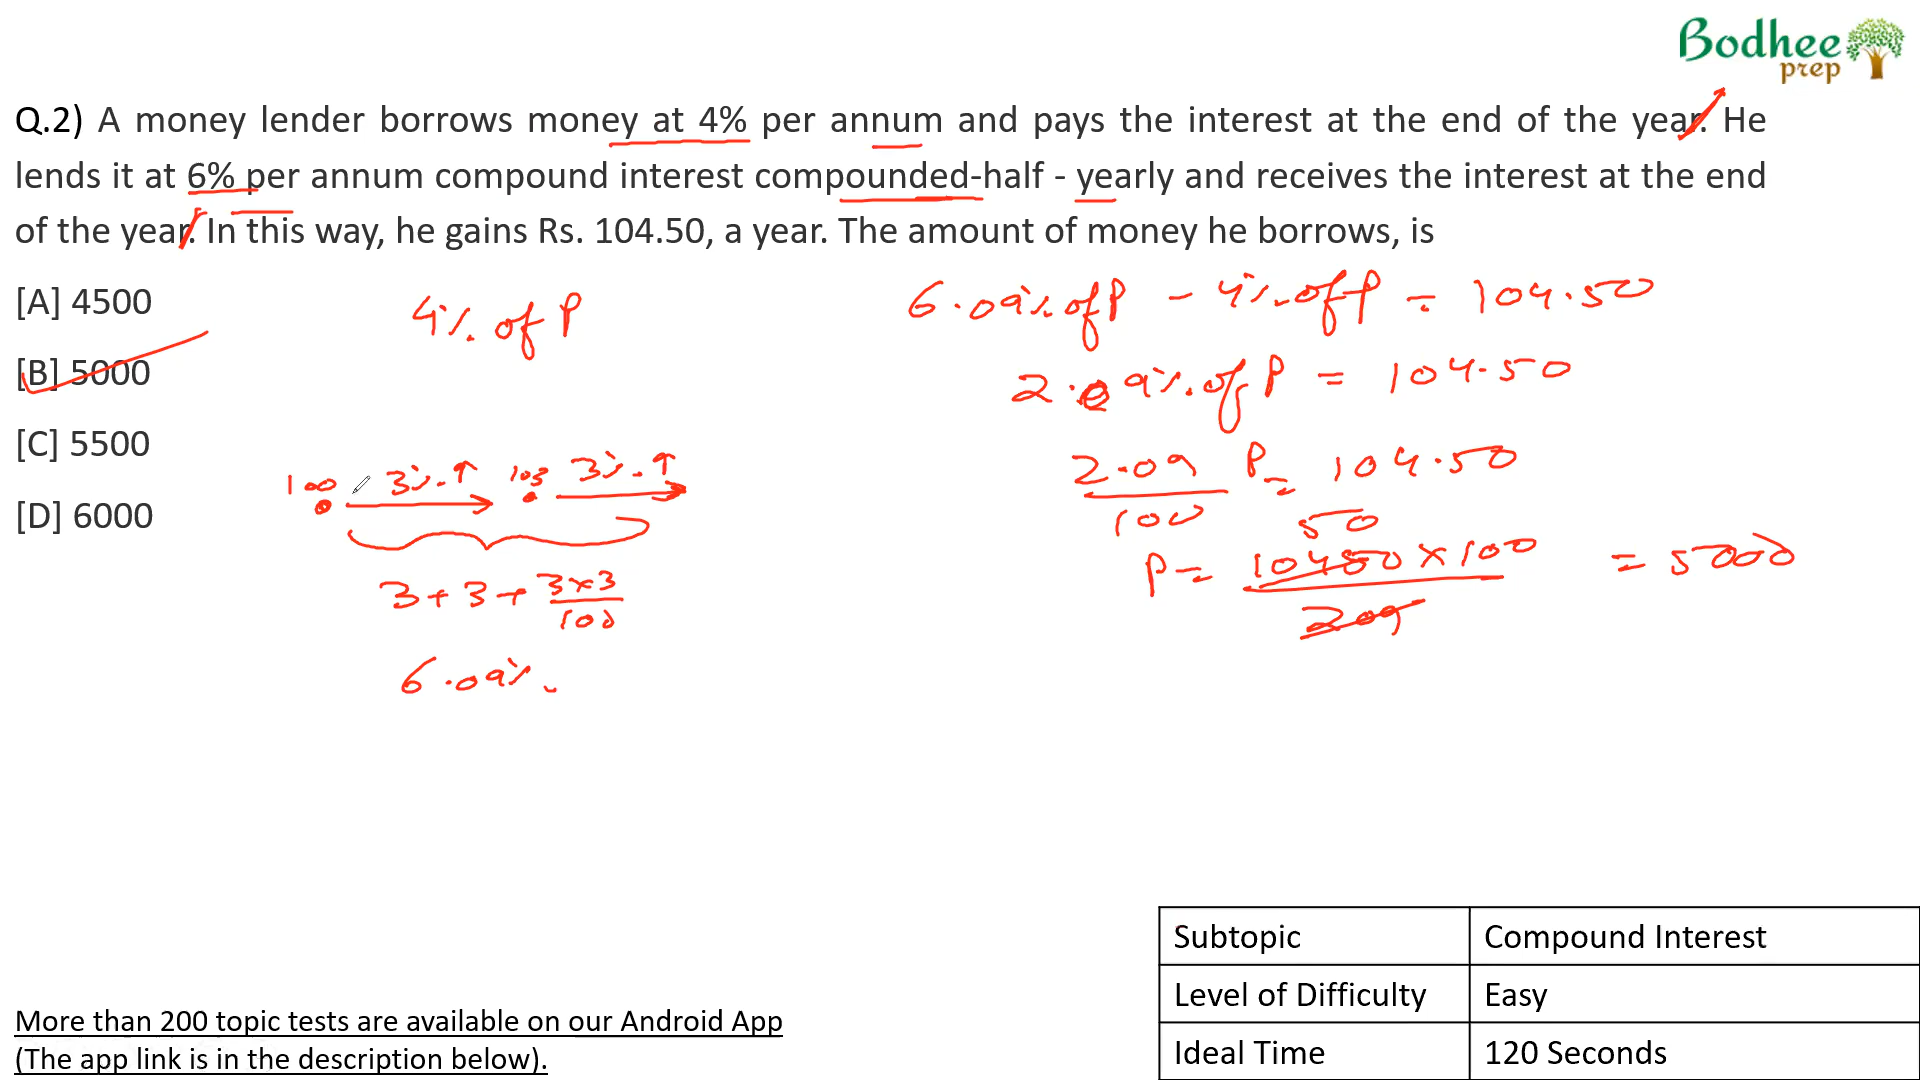 Bodhee
prep
Q.2) A money lender borrows money at 4% per annum and pays the interest at the end of the year. He
lends it at 6% per annum compound interest compounded-half - yearly and receives the interest at the end
of the year. In this way, he gains Rs. 104.50, a year. The amount of money he borrows, is
[A] 4500
[B] 5000
[C] 5500
[D] 6000
4% of P
100 3% ↑ 103 3% ↑
3 + 3 + 3×3
100
6.09%
6.09% of P - 4% of P = 104.50
2.09% of P = 104.50
2.09 P = 104.50
100
50
P = 10450 × 100 = 5000
209
Subtopic Compound Interest
Level of Difficulty Easy
Ideal Time 120 Seconds
More than 200 topic tests are available on our Android App
(The app link is in the description below).